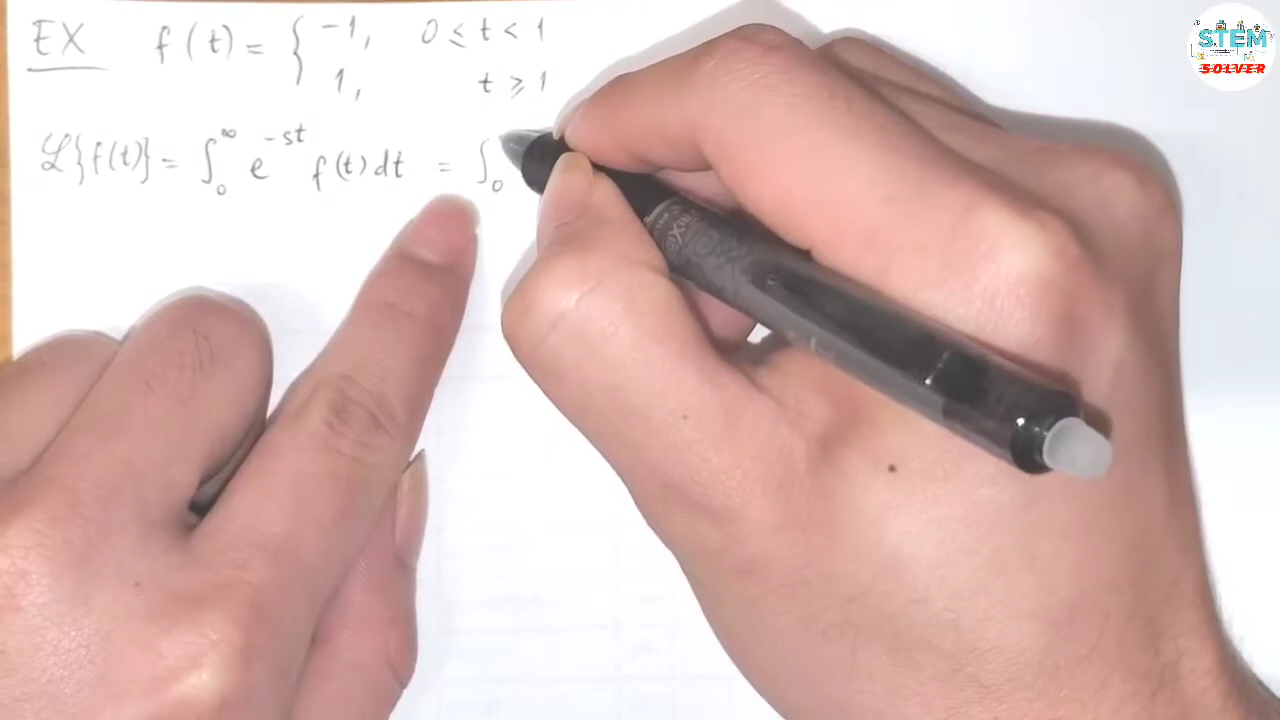 EX f(t) = { -1, 0 ≤ t < 1
1, t ≥ 1
ℒ{f(t)} = ∫₀^∞ e^{-st} f(t) dt = ∫₀
STEM
SOLVER